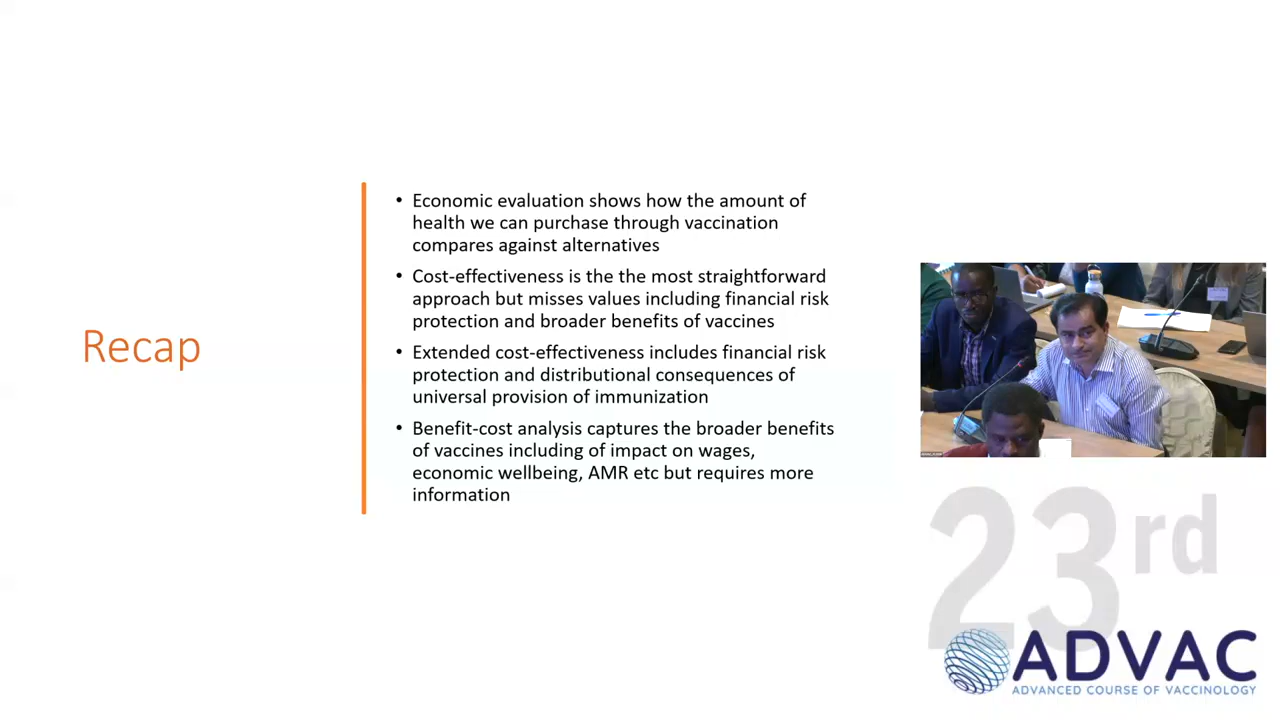 Recap
• Economic evaluation shows how the amount of
health we can purchase through vaccination
compares against alternatives
• Cost-effectiveness is the the most straightforward
approach but misses values including financial risk
protection and broader benefits of vaccines
• Extended cost-effectiveness includes financial risk
protection and distributional consequences of
universal provision of immunization
• Benefit-cost analysis captures the broader benefits
of vaccines including of impact on wages,
economic wellbeing, AMR etc but requires more
information
23rd
ADVAC
ADVANCED COURSE OF VACCINOLOGY